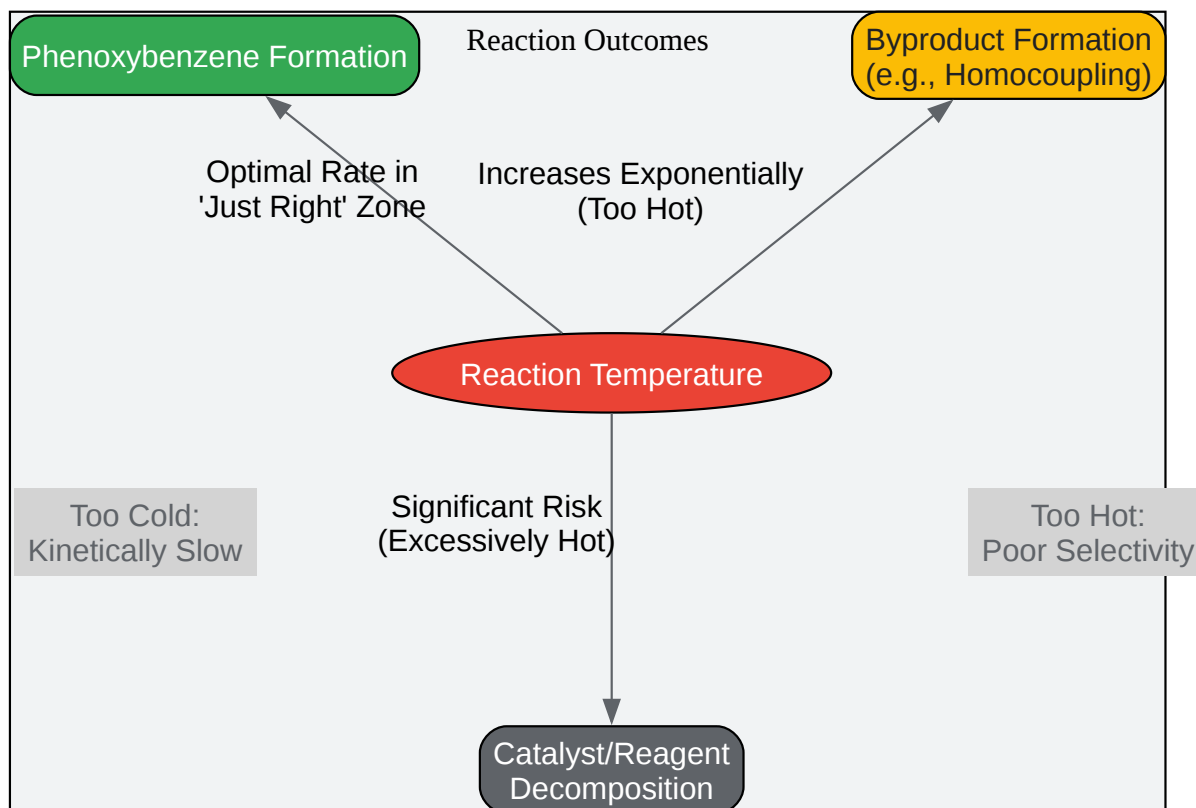 Reaction Outcomes
Phenoxybenzene Formation
Byproduct Formation
(e.g., Homocoupling)
Optimal Rate in
'Just Right' Zone
Increases Exponentially
(Too Hot)
Reaction Temperature
Too Cold:
Kinetically Slow
Significant Risk
(Excessively Hot)
Too Hot:
Poor Selectivity
Catalyst/Reagent
Decomposition